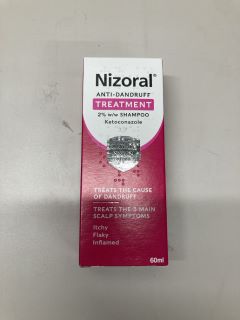 Nizoral®
ANTI-DANDRUFF
TREATMENT
2% w/w SHAMPOO
Ketoconazole
TREATS THE CAUSE
OF DANDRUFF
TREATS THE 3 MAIN
SCALP SYMPTOMS
Itchy
Flaky
Inflamed
60ml